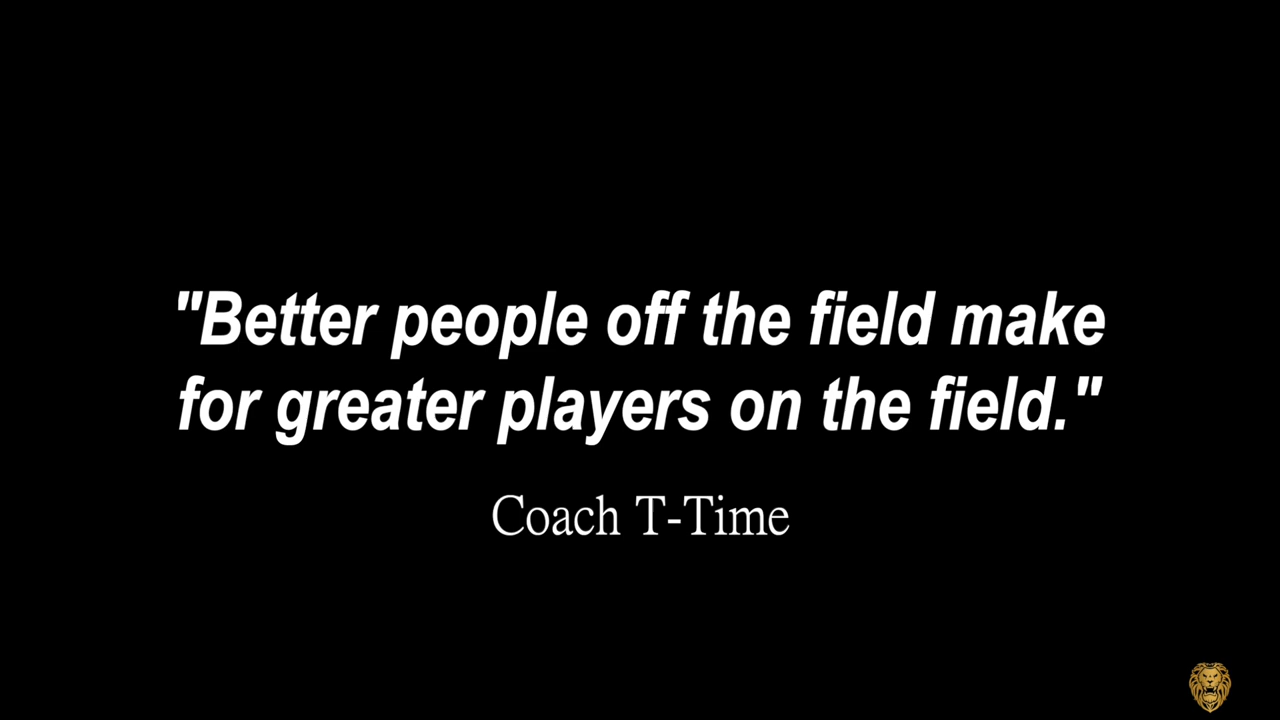 "Better people off the field make
for greater players on the field."
Coach T-Time